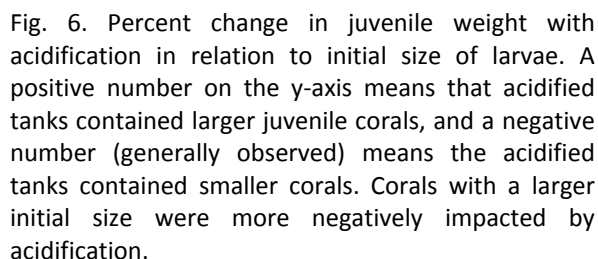 Fig. 6. Percent change in juvenile weight with
acidification in relation to initial size of larvae. A
positive number on the y-axis means that acidified
tanks contained larger juvenile corals, and a negative
number (generally observed) means the acidified
tanks contained smaller corals. Corals with a larger
initial size were more negatively impacted by
acidification.